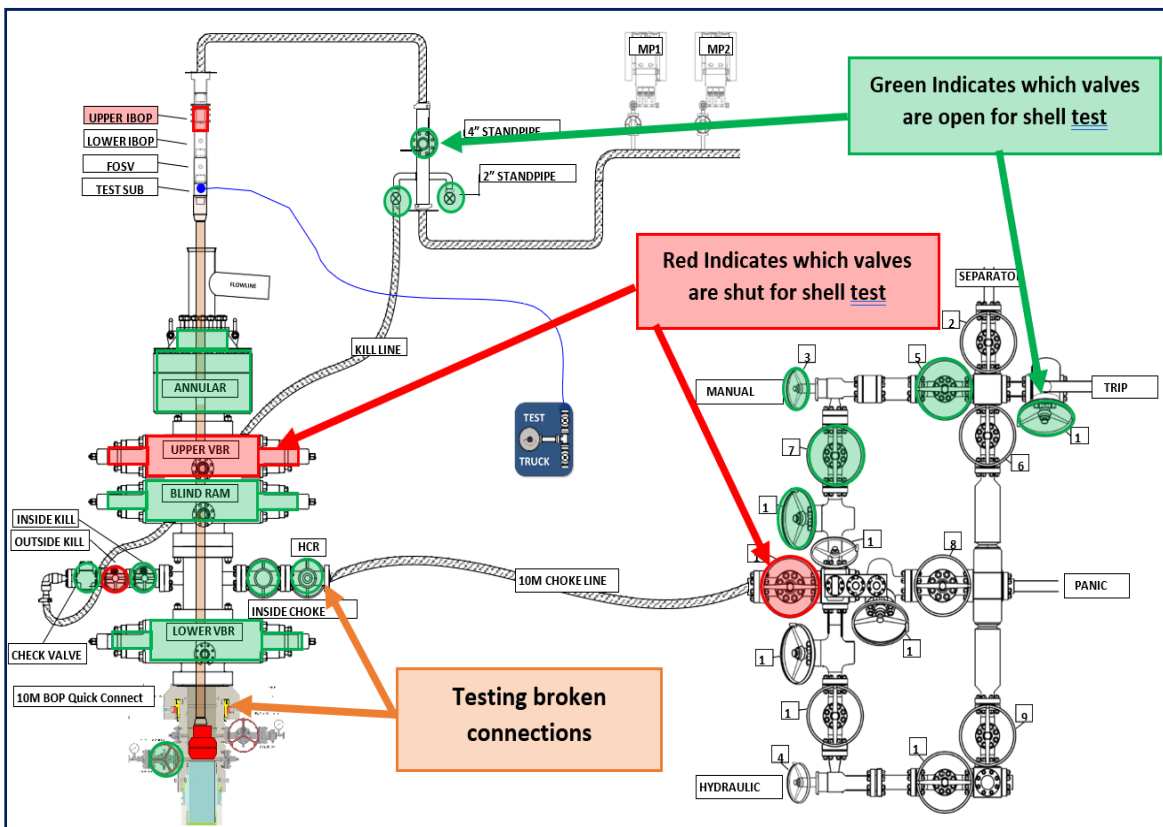 MP1
MP2
Green Indicates which valves
are open for shell test
UPPER IBOP
LOWER IBOP
FOSV
TEST SUB
4” STANDPIPE
2” STANDPIPE
Red Indicates which valves
are shut for shell test
FLOWLINE
SEPARATOR
2
KILL LINE
ANNULAR
3
5
MANUAL
TRIP
1
TEST
TRUCK
UPPER VBR
7
6
BLIND RAM
1
INSIDE KILL
OUTSIDE KILL
HCR
1
8
10M CHOKE LINE
PANIC
INSIDE CHOKE
LOWER VBR
CHECK VALVE
1
1
10M BOP Quick Connect
Testing broken
connections
1
9
4
1
HYDRAULIC